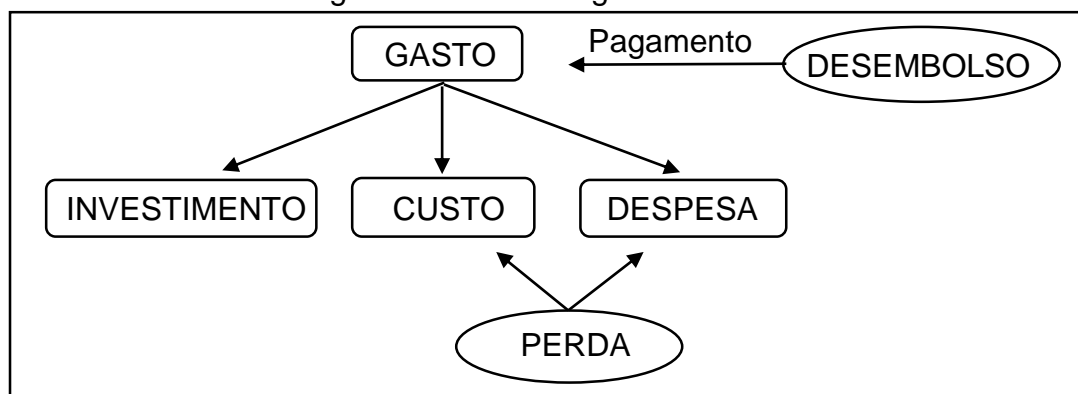 Pagamento
GASTO
DESEMBOLSO
INVESTIMENTO
CUSTO
DESPESA
PERDA